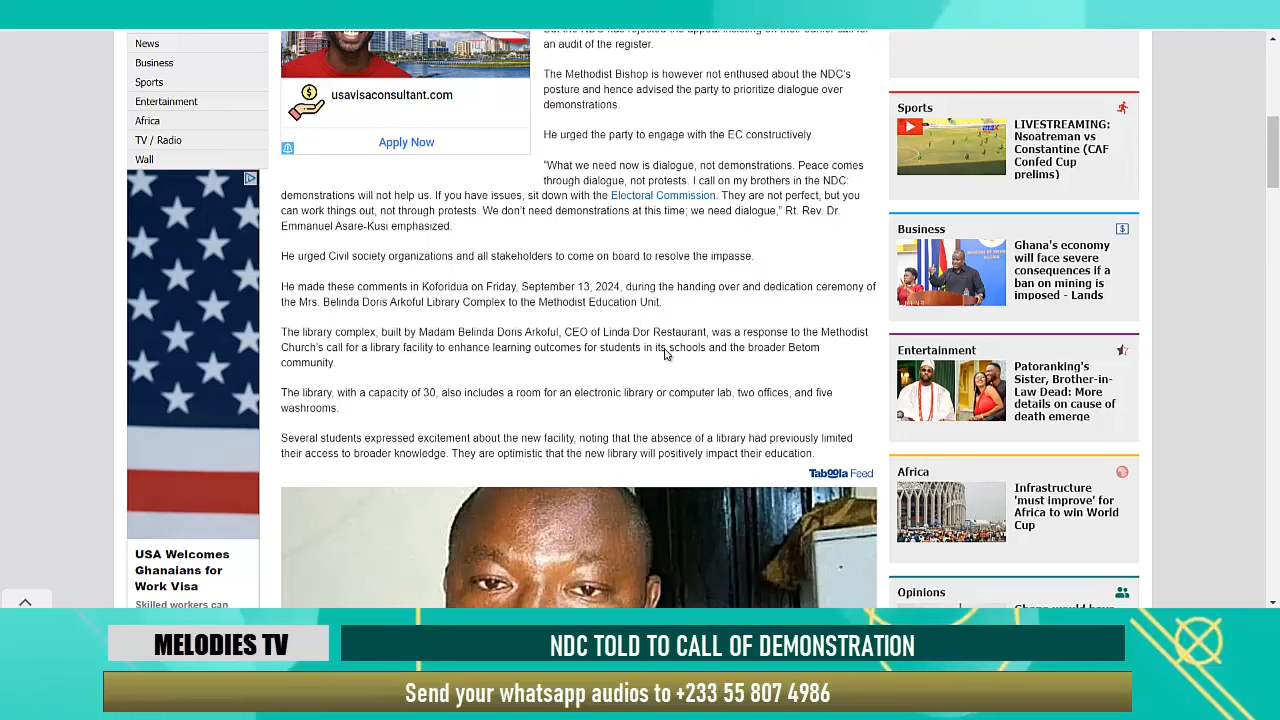 News
Business
Sports
Entertainment
Africa
TV / Radio
Wall
USA Welcomes
Ghanaians for
Work Visa
Skilled workers can
usavisaconsultant.com
Apply Now
an audit of the register.
The Methodist Bishop is however not enthused about the NDC's
posture and hence advised the party to prioritize dialogue over
demonstrations.
He urged the party to engage with the EC constructively.
“What we need now is dialogue, not demonstrations. Peace comes
through dialogue, not protests. I call on my brothers in the NDC:
demonstrations will not help us. If you have issues, sit down with the Electoral Commission. They are not perfect, but you
can work things out, not through protests. We don’t need demonstrations at this time; we need dialogue,” Rt. Rev. Dr.
Emmanuel Asare-Kusi emphasized.
He urged Civil society organizations and all stakeholders to come on board to resolve the impasse.
He made these comments in Koforidua on Friday, September 13, 2024, during the handing over and dedication ceremony of
the Mrs. Belinda Doris Arkoful Library Complex to the Methodist Education Unit.
The library complex, built by Madam Belinda Doris Arkoful, CEO of Linda Dor Restaurant, was a response to the Methodist
Church's call for a library facility to enhance learning outcomes for students in its schools and the broader Betom
community.
The library, with a capacity of 30, also includes a room for an electronic library or computer lab, two offices, and five
washrooms.
Several students expressed excitement about the new facility, noting that the absence of a library had previously limited
their access to broader knowledge. They are optimistic that the new library will positively impact their education.
Taboola Feed
Sports
LIVESTREAMING:
Nsoatreman vs
Constantine (CAF
Confed Cup
prelims)
Business
Ghana's economy
will face severe
consequences if a
ban on mining is
imposed - Lands
Entertainment
Patoranking's
Sister, Brother-in-
Law Dead: More
details on cause of
death emerge
Africa
Infrastructure
'must improve' for
Africa to win World
Cup
Opinions
MELODIES TV
NDC TOLD TO CALL OF DEMONSTRATION
Send your whatsapp audios to +233 55 807 4986